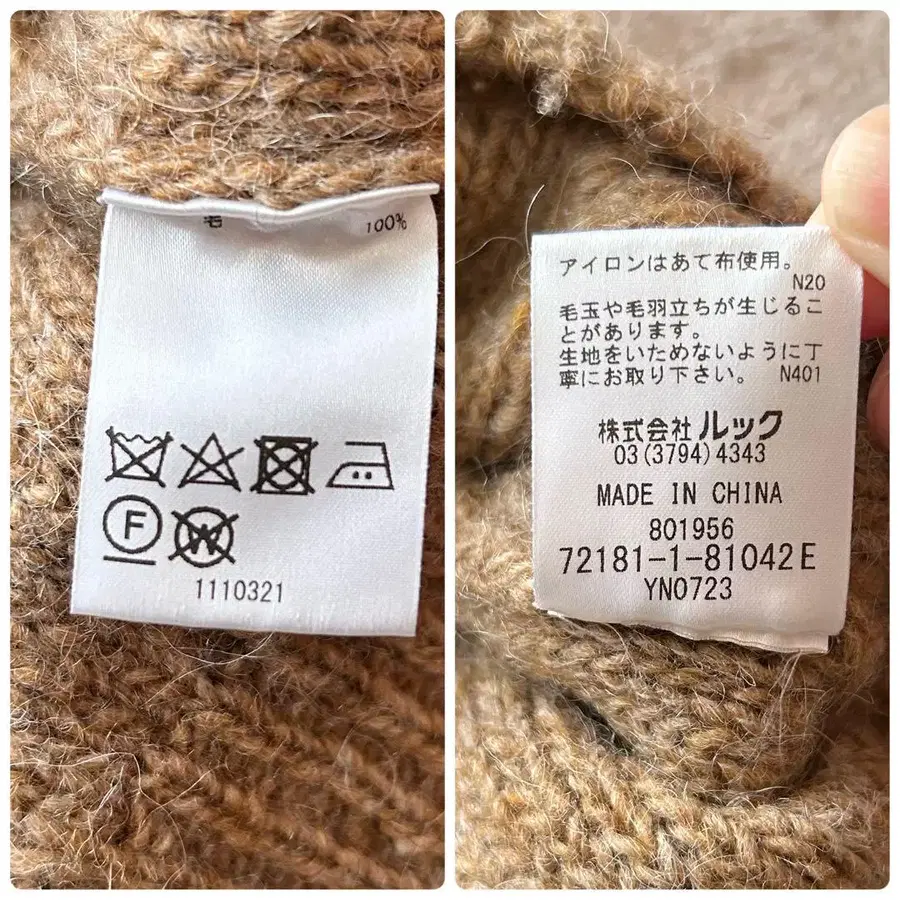 毛 100%
F
W
1110321
アイロンはあて布使用。
N20
毛玉や毛羽立ちが生じるこ
とがあります。
生地をいためないように丁
寧にお取り下さい。 N401
株式会社ルック
03(3794)4343
MADE IN CHINA
801956
72181-1-81042E
YN0723